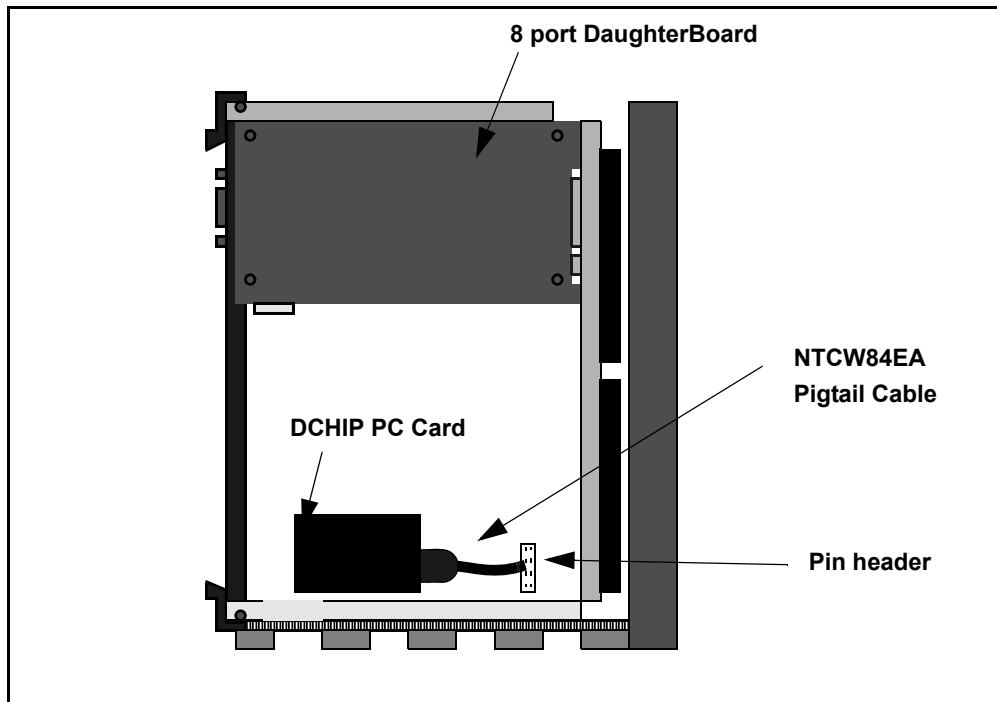 8 port DaughterBoard
NTCW84EA
Pigtail Cable
DCHIP PC Card
Pin header